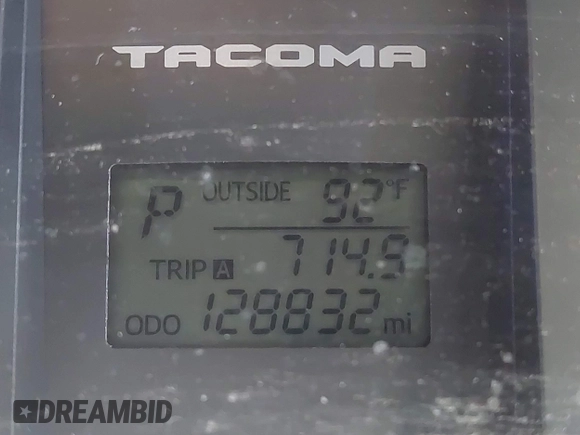 TACOMA
P OUTSIDE 92°F
TRIP A 714.9
ODO 128832 mi
DREAMBID